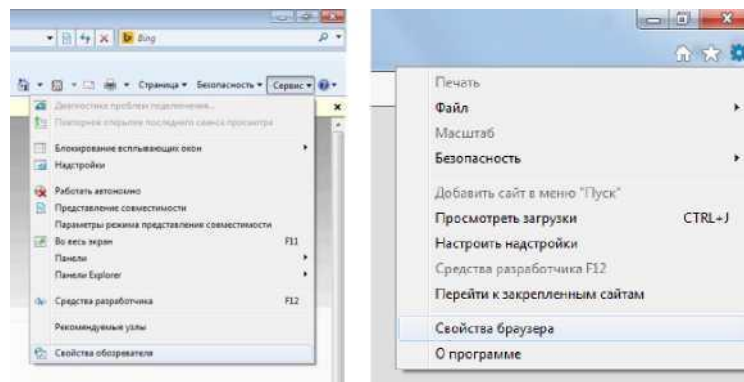 Bing
Страница
Безопасность
Сервис
Диагностика проблем подключения...
Повторное открытие последнего сеанса просмотра
Блокирование всплывающих окон
Надстройки
Работать автономно
Представление совместимости
Параметры режима представления совместимости
Во весь экран F11
Панели
Панели Explorer
Средства разработчика F12
Рекомендуемые узлы
Свойства обозревателя
Печать
Файл
Масштаб
Безопасность
Добавить сайт в меню "Пуск"
Просмотреть загрузки CTRL+J
Настроить надстройки
Средства разработчика F12
Перейти к закрепленным сайтам
Свойства браузера
О программе